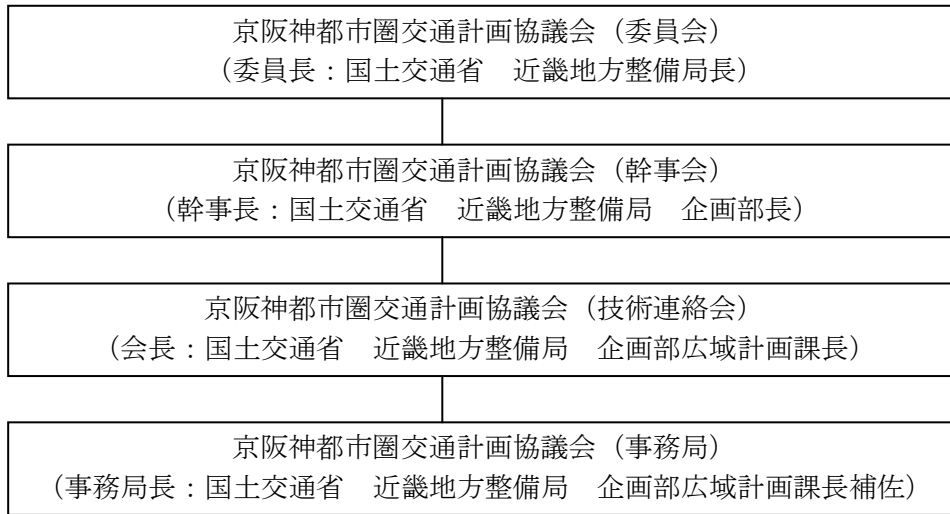 京阪神都市圏交通計画協議会（委員会）
（委員長：国土交通省　近畿地方整備局長）
京阪神都市圏交通計画協議会（幹事会）
（幹事長：国土交通省　近畿地方整備局　企画部長）
京阪神都市圏交通計画協議会（技術連絡会）
（会長：国土交通省　近畿地方整備局　企画部広域計画課長）
京阪神都市圏交通計画協議会（事務局）
（事務局長：国土交通省　近畿地方整備局　企画部広域計画課長補佐）